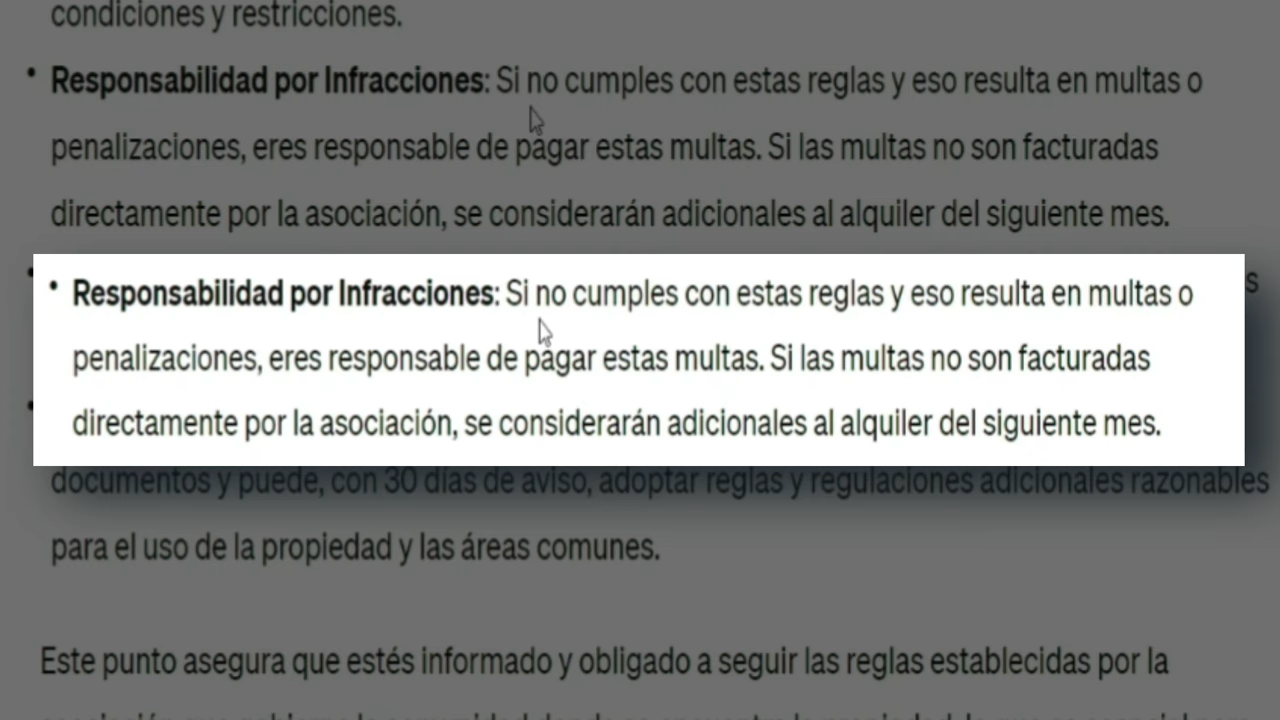 condiciones y restricciones.
• Responsabilidad por Infracciones: Si no cumples con estas reglas y eso resulta en multas o
penalizaciones, eres responsable de pagar estas multas. Si las multas no son facturadas
directamente por la asociación, se considerarán adicionales al alquiler del siguiente mes.
• Responsabilidad por Infracciones: Si no cumples con estas reglas y eso resulta en multas o
penalizaciones, eres responsable de pagar estas multas. Si las multas no son facturadas
directamente por la asociación, se considerarán adicionales al alquiler del siguiente mes.
documentos y puede, con 30 días de aviso, adoptar reglas y regulaciones adicionales razonables
para el uso de la propiedad y las áreas comunes.
Este punto asegura que estés informado y obligado a seguir las reglas establecidas por la